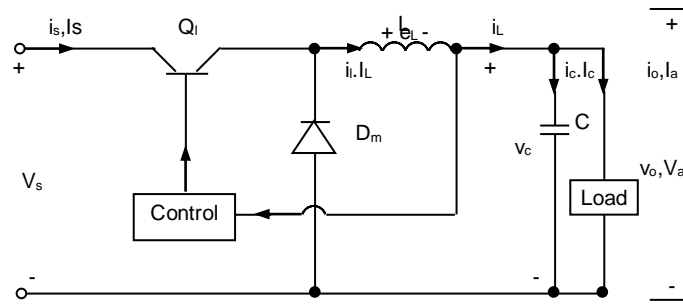 is,Is
Ql
L
+ eL -
iL
+
+
il.IL
+
ic.Ic
io,Ia
Dm
vc
C
Vs
vo,Va
Control
Load
-
-
-